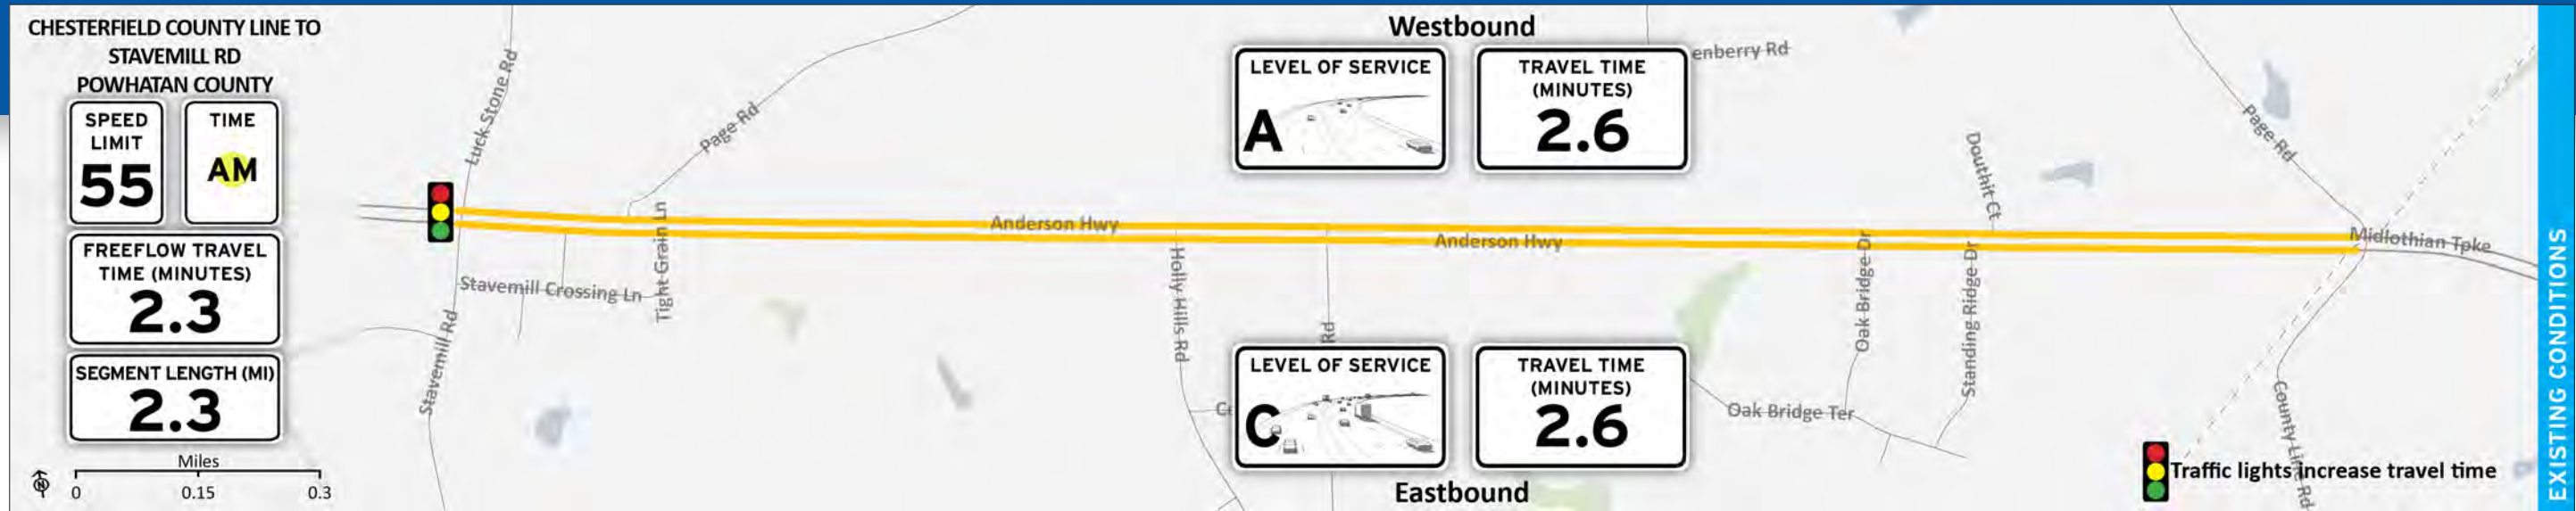 CHESTERFIELD COUNTY LINE TO
STAVEMILL RD
POWHATAN COUNTY
SPEED
LIMIT
55
TIME
AM
FREEFLOW TRAVEL
TIME (MINUTES)
2.3
SEGMENT LENGTH (MI)
2.3
Miles
0 0.15 0.3
N
Luck Stone Rd
Page Rd
Stavemill Rd
Stavemill Crossing Ln
Tight Grain Ln
Anderson Hwy
Anderson Hwy
Holly Hills Rd
Rd
Westbound
LEVEL OF SERVICE
A
TRAVEL TIME
(MINUTES)
2.6
enberry Rd
LEVEL OF SERVICE
C
TRAVEL TIME
(MINUTES)
2.6
Eastbound
Oak Bridge Ter
Oak Bridge Dr
Standing Ridge Dr
Douthit Ct
Page Rd
Midlothian Tpke
County Line Rd
Traffic lights increase travel time
EXISTING CONDITIONS